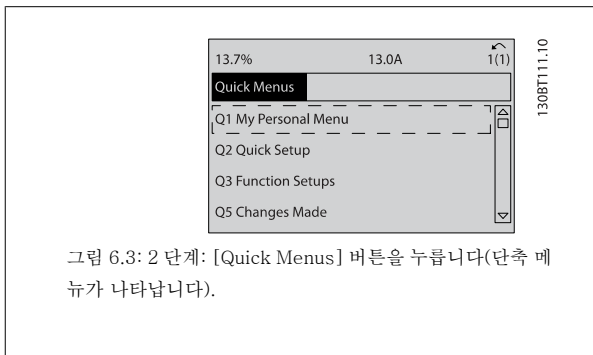 13.7% 13.0A 1(1)
Quick Menus
Q1 My Personal Menu
Q2 Quick Setup
Q3 Function Setups
Q5 Changes Made
130BT111.10
그림 6.3: 2 단계: [Quick Menus] 버튼을 누릅니다(단축 메
뉴가 나타납니다).